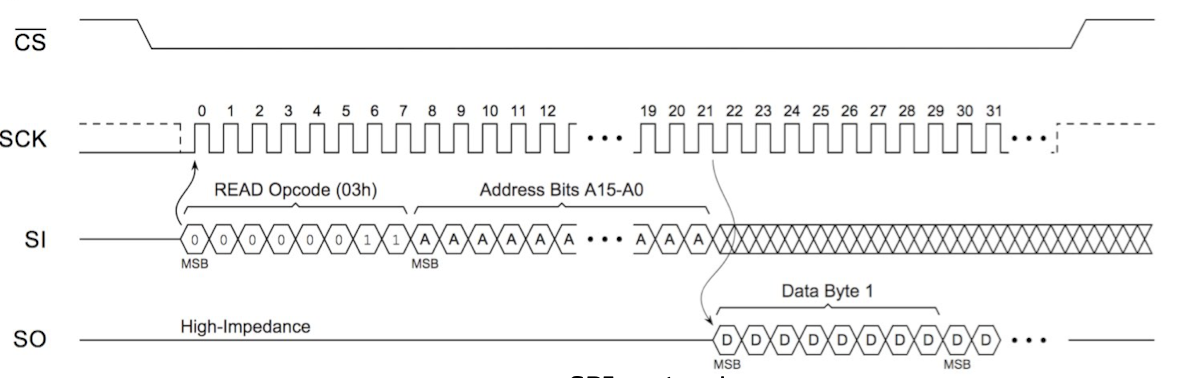 CS
0 1 2 3 4 5 6 7 8 9 10 11 12 19 20 21 22 23 24 25 26 27 28 29 30 31
SCK
READ Opcode (03h) Address Bits A15-A0
SI 0 0 0 0 0 0 1 1 A A A A A A ••• A A A
MSB MSB
Data Byte 1
High-Impedance
SO D D D D D D D D D D •••
MSB MSB